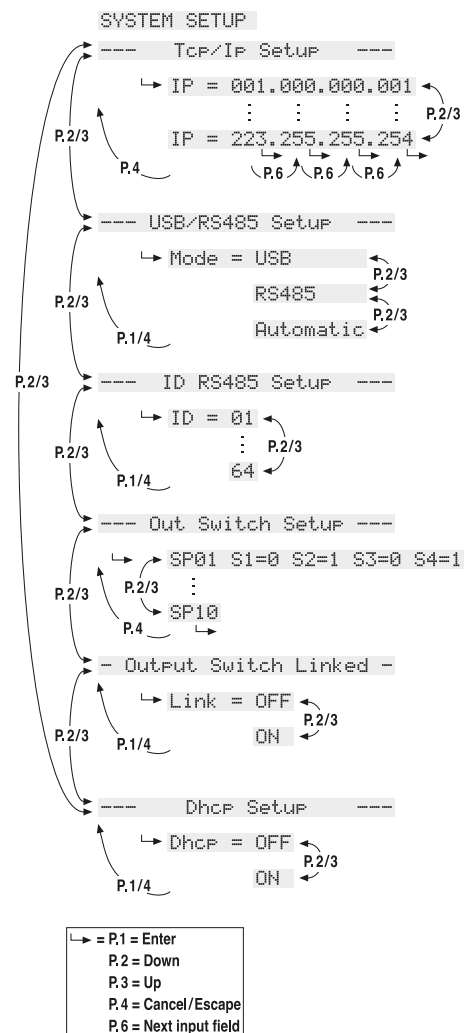 SYSTEM SETUP
--- Tcp/Ip Setup ---
IP = 001.000.000.001
P.2/3
P.2/3
IP = 223.255.255.254
P.4
P.6 P.6 P.6
--- USB/RS485 Setup ---
Mode = USB
P.2/3
RS485
P.2/3
P.2/3
Automatic
P.1/4
P.2/3
--- ID RS485 Setup ---
ID = 01
P.2/3
P.2/3
64
P.1/4
--- Out Switch Setup ---
SP01 S1=0 S2=1 S3=0 S4=1
P.2/3
P.2/3
SP10
P.4
- Output Switch Linked -
Link = OFF
P.2/3
P.2/3
ON
P.1/4
--- Dhcp Setup ---
Dhcp = OFF
P.2/3
ON
P.1/4
= P.1 = Enter
P.2 = Down
P.3 = Up
P.4 = Cancel/Escape
P.6 = Next input field